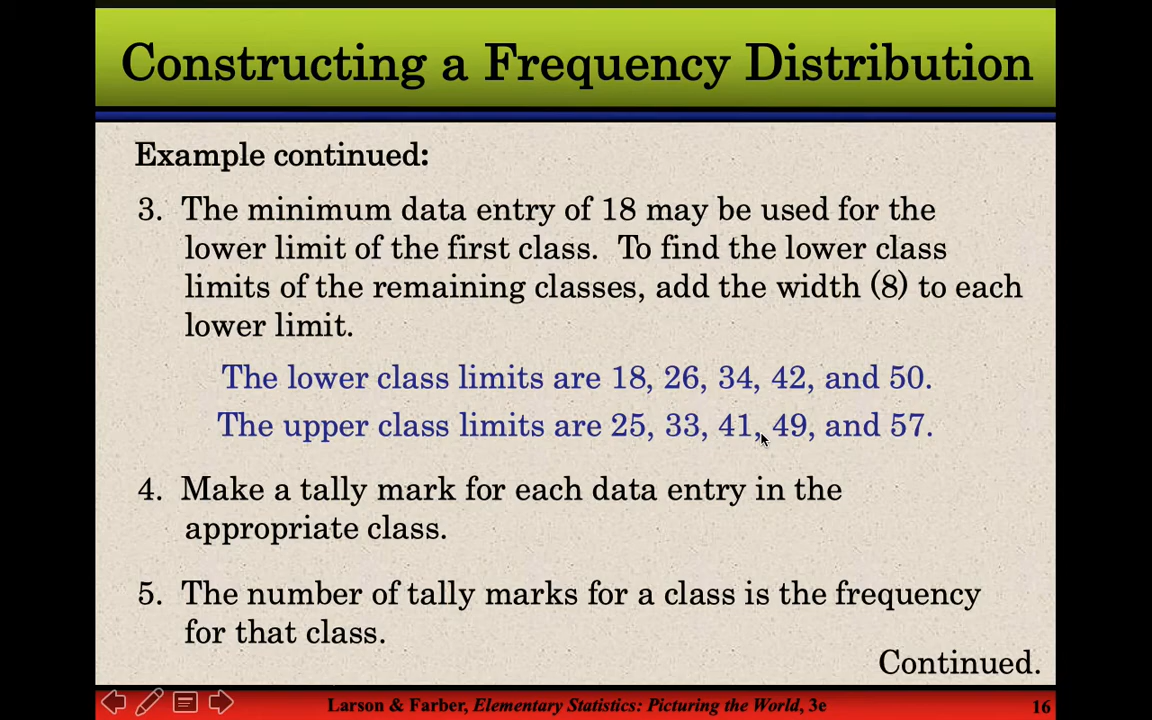 Constructing a Frequency Distribution
Example continued:
3. The minimum data entry of 18 may be used for the
lower limit of the first class. To find the lower class
limits of the remaining classes, add the width (8) to each
lower limit.
The lower class limits are 18, 26, 34, 42, and 50.
The upper class limits are 25, 33, 41, 49, and 57.
4. Make a tally mark for each data entry in the
appropriate class.
5. The number of tally marks for a class is the frequency
for that class.
Continued.
Larson & Farber, Elementary Statistics: Picturing the World, 3e
16